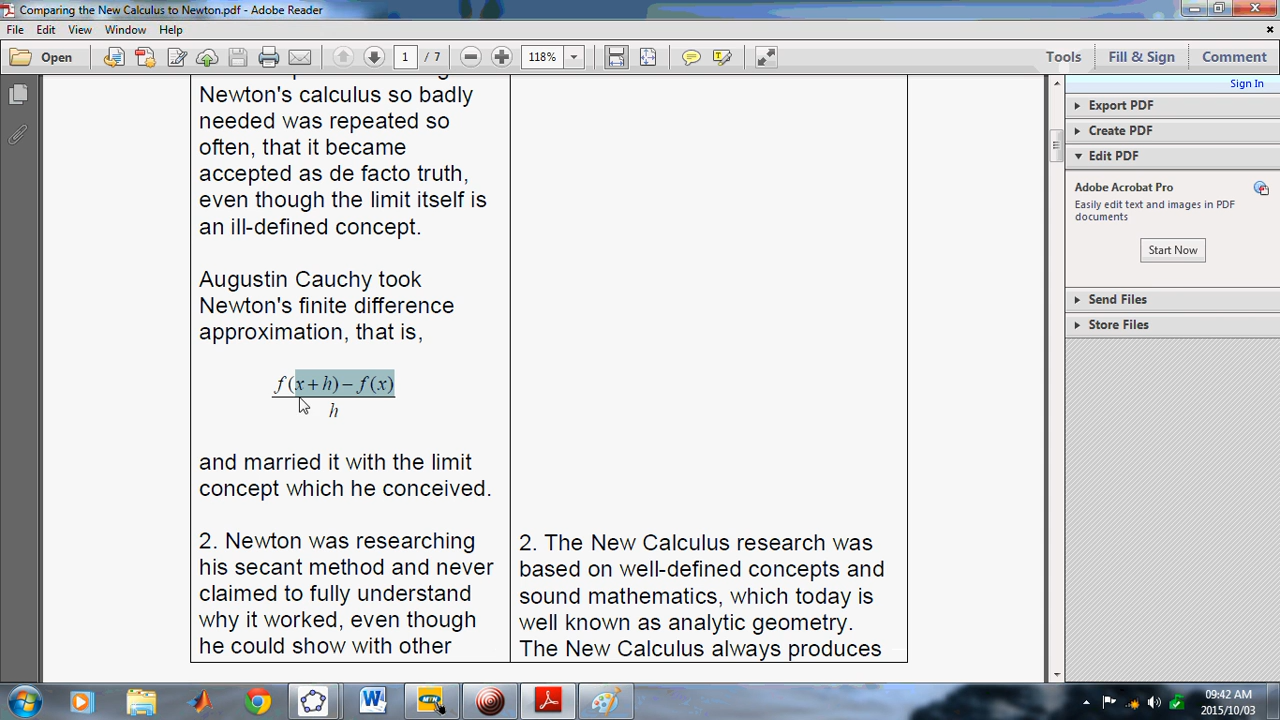 Comparing the New Calculus to Newton.pdf - Adobe Reader
File Edit View Window Help
Open 1 / 7 118% Tools Fill & Sign Comment
Sign In
Export PDF
Create PDF
Edit PDF
Adobe Acrobat Pro
Easily edit text and images in PDF
documents
Start Now
Send Files
Store Files
Newton's calculus so badly
needed was repeated so
often, that it became
accepted as de facto truth,
even though the limit itself is
an ill-defined concept.
Augustin Cauchy took
Newton's finite difference
approximation, that is,
f(x+h)−f(x)
h
and married it with the limit
concept which he conceived.
2. Newton was researching
his secant method and never
claimed to fully understand
why it worked, even though
he could show with other
2. The New Calculus research was
based on well-defined concepts and
sound mathematics, which today is
well known as analytic geometry.
The New Calculus always produces
09:42 AM
2015/10/03